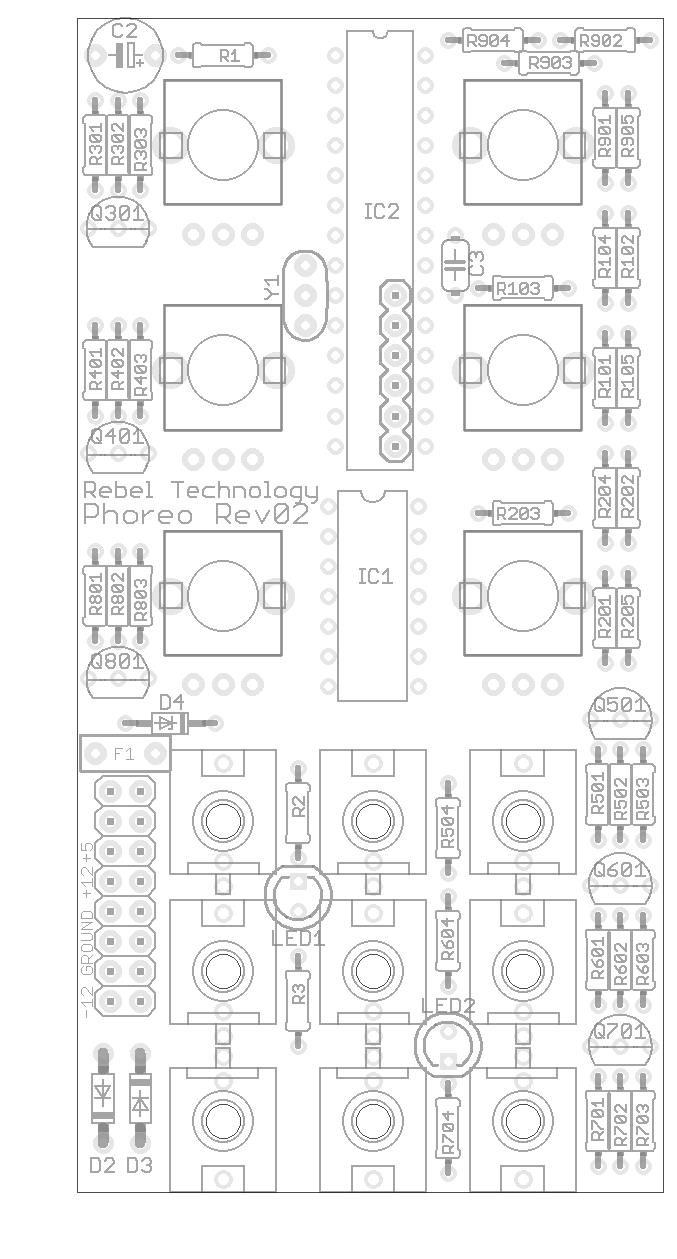 C2
R1
R904
R902
R903
R301
R302
R303
R901
R905
Q301
IC2
R104
R102
C3
Y1
R103
R401
R402
R403
R101
R105
Q401
R204
R202
Rebel Technology
Phoreo Rev02
R203
IC1
R801
R902
R803
R201
R205
Q801
D4
Q501
F1
R2
R504
R501
R502
R503
-12 GROUND +12+5
Q601
LED1
R604
R601
R602
R603
R3
LED2
Q701
R704
R701
R702
R703
D2 D3